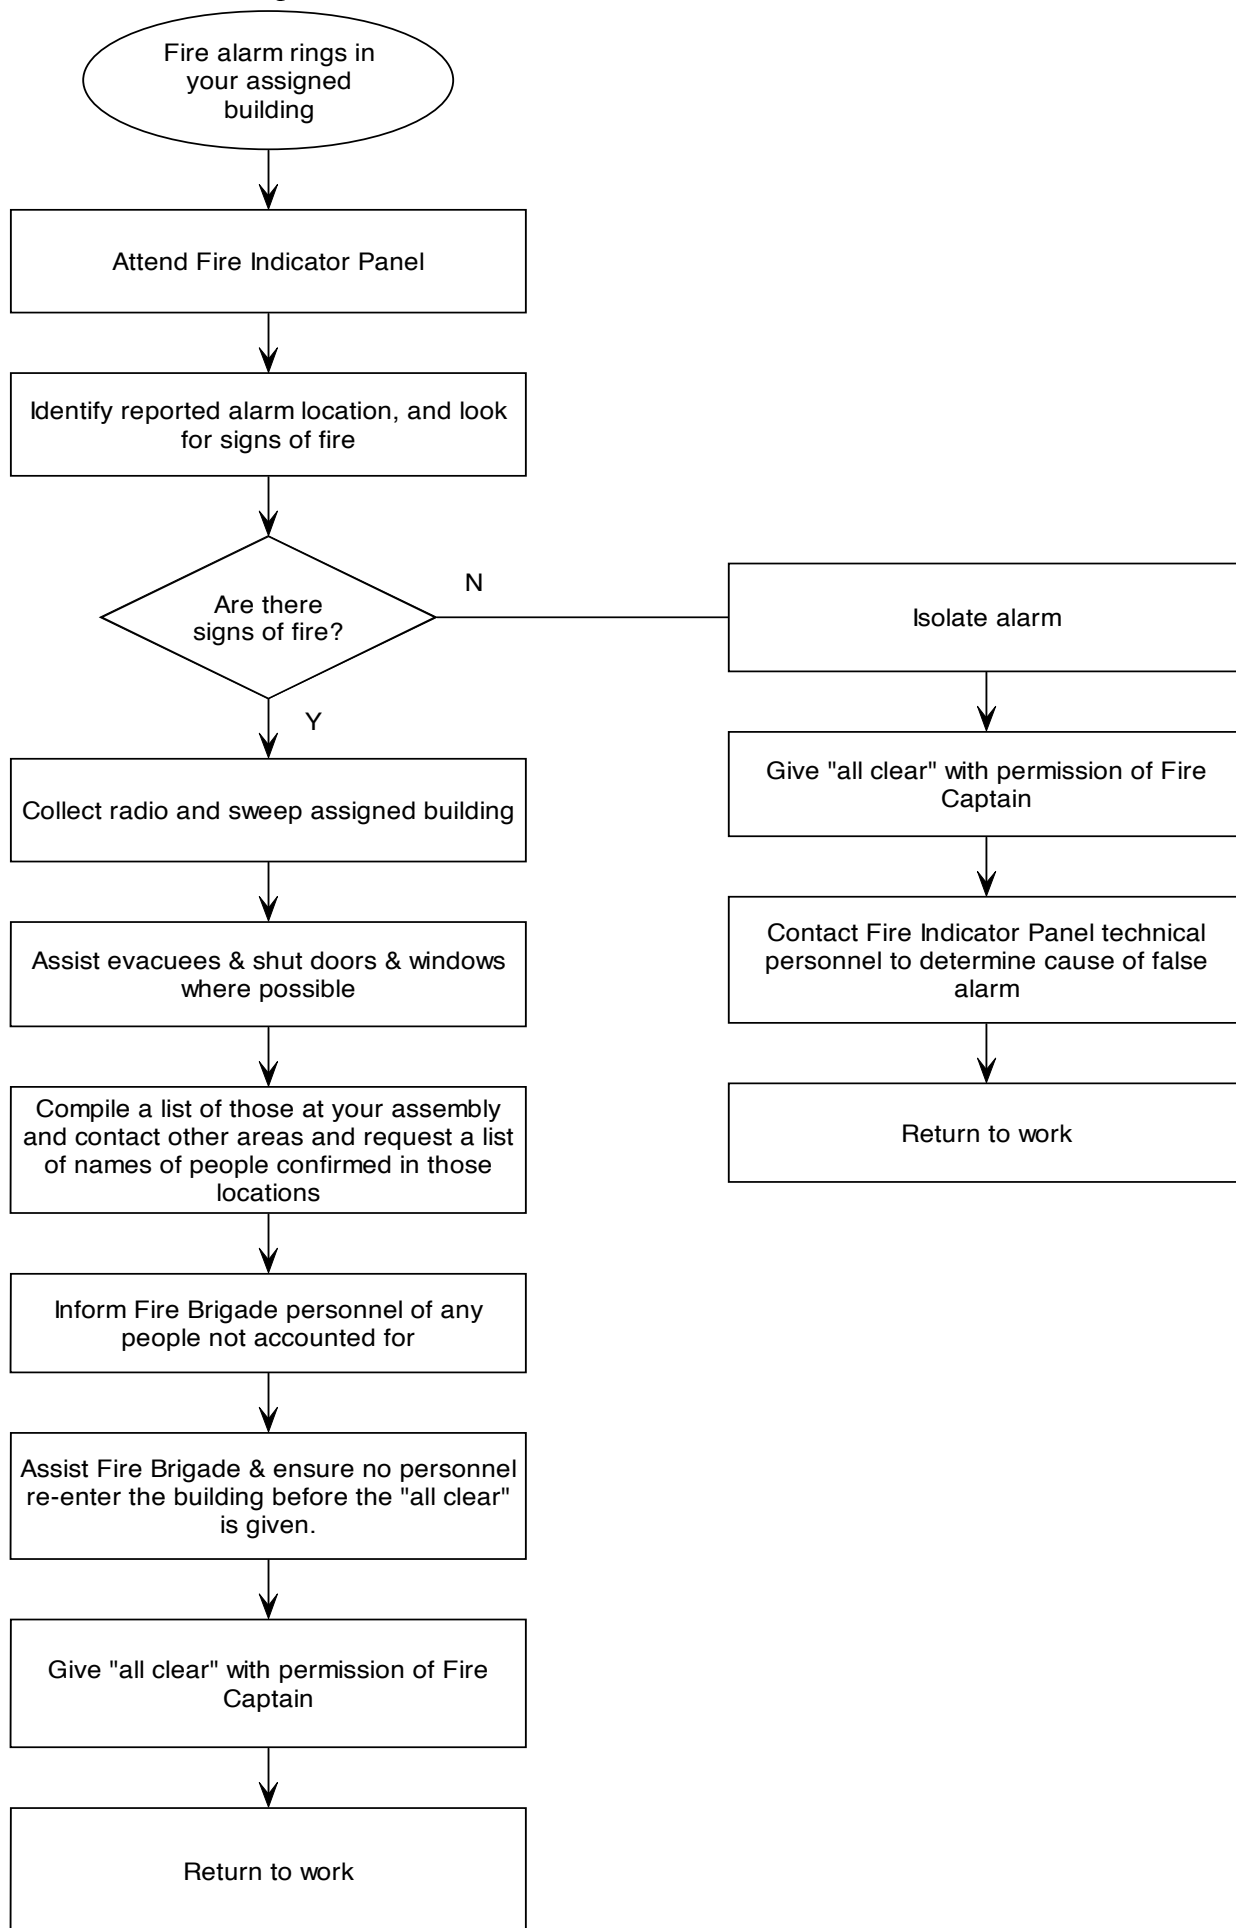 Fire alarm rings in
your assigned
building
Attend Fire Indicator Panel
Identify reported alarm location, and look
for signs of fire
Are there
signs of fire?
N
Isolate alarm
Y
Give "all clear" with permission of Fire
Captain
Contact Fire Indicator Panel technical
personnel to determine cause of false
alarm
Return to work
Collect radio and sweep assigned building
Assist evacuees & shut doors & windows
where possible
Compile a list of those at your assembly
and contact other areas and request a list
of names of people confirmed in those
locations
Inform Fire Brigade personnel of any
people not accounted for
Assist Fire Brigade & ensure no personnel
re-enter the building before the "all clear"
is given.
Give "all clear" with permission of Fire
Captain
Return to work